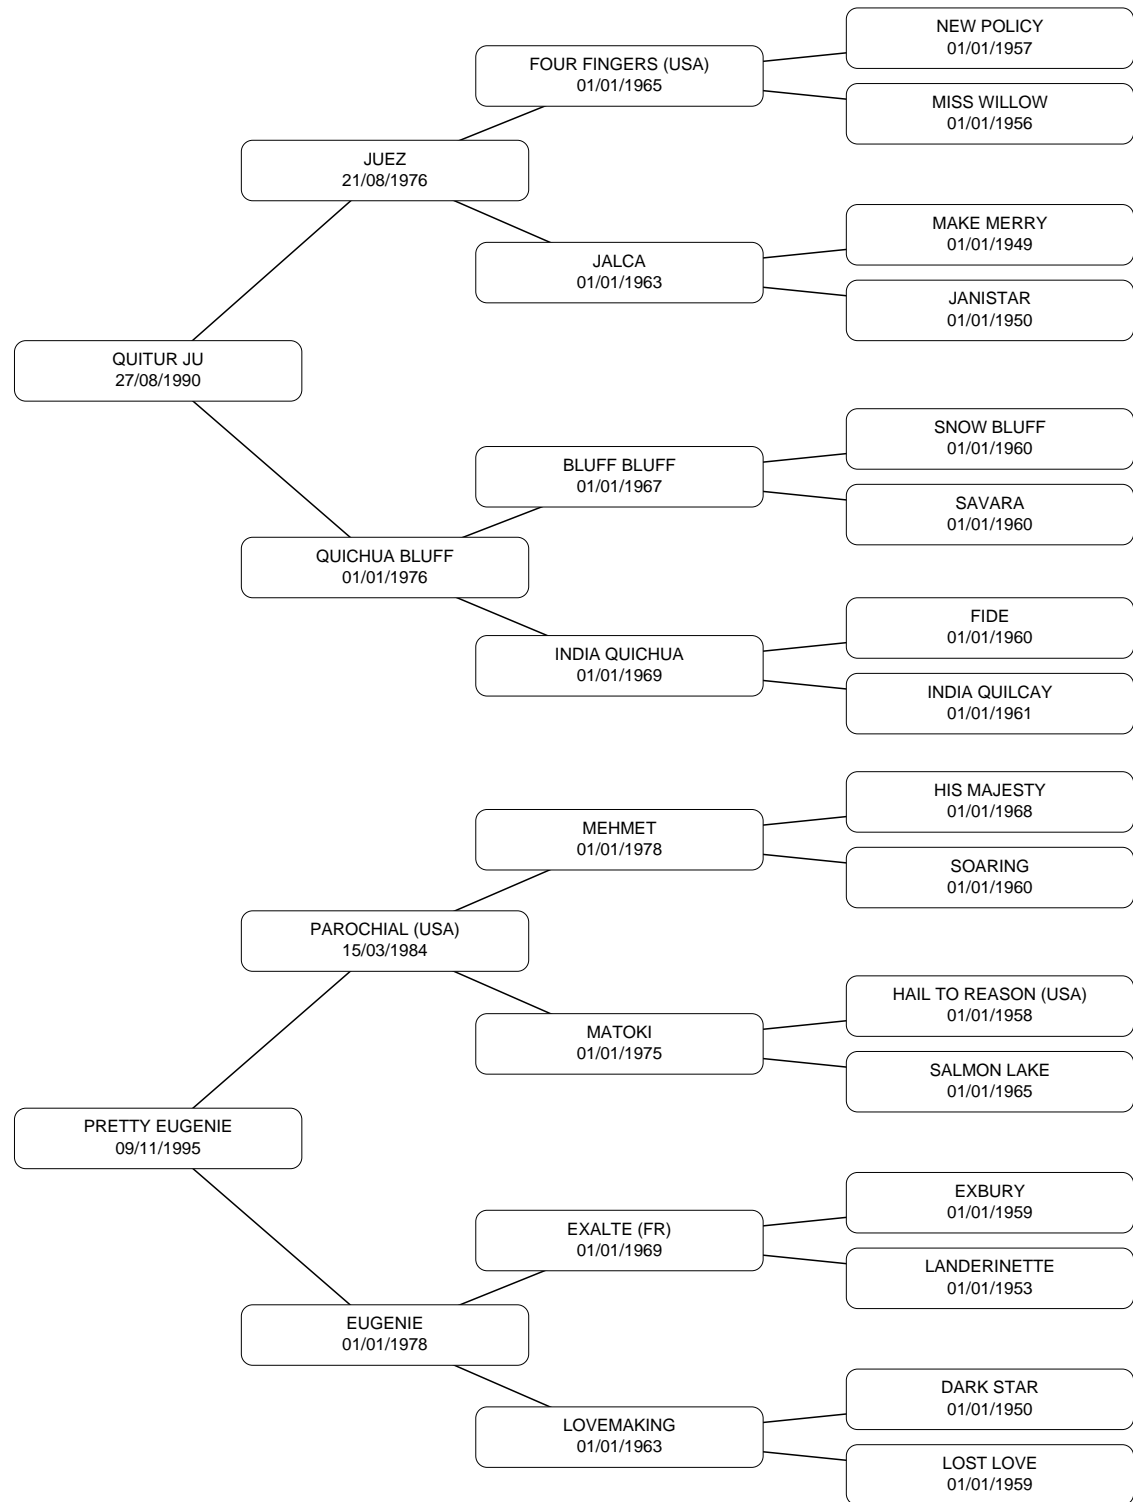 NEW POLICY
01/01/1957
FOUR FINGERS (USA)
01/01/1965
MISS WILLOW
01/01/1956
JUEZ
21/08/1976
MAKE MERRY
01/01/1949
JALCA
01/01/1963
JANISTAR
01/01/1950
QUITUR JU
27/08/1990
SNOW BLUFF
01/01/1960
BLUFF BLUFF
01/01/1967
SAVARA
01/01/1960
QUICHUA BLUFF
01/01/1976
FIDE
01/01/1960
INDIA QUICHUA
01/01/1969
INDIA QUILCAY
01/01/1961
HIS MAJESTY
01/01/1968
MEHMET
01/01/1978
SOARING
01/01/1960
PAROCHIAL (USA)
15/03/1984
HAIL TO REASON (USA)
01/01/1958
MATOKI
01/01/1975
SALMON LAKE
01/01/1965
PRETTY EUGENIE
09/11/1995
EXBURY
01/01/1959
EXALTE (FR)
01/01/1969
LANDERINETTE
01/01/1953
EUGENIE
01/01/1978
DARK STAR
01/01/1950
LOVEMAKING
01/01/1963
LOST LOVE
01/01/1959